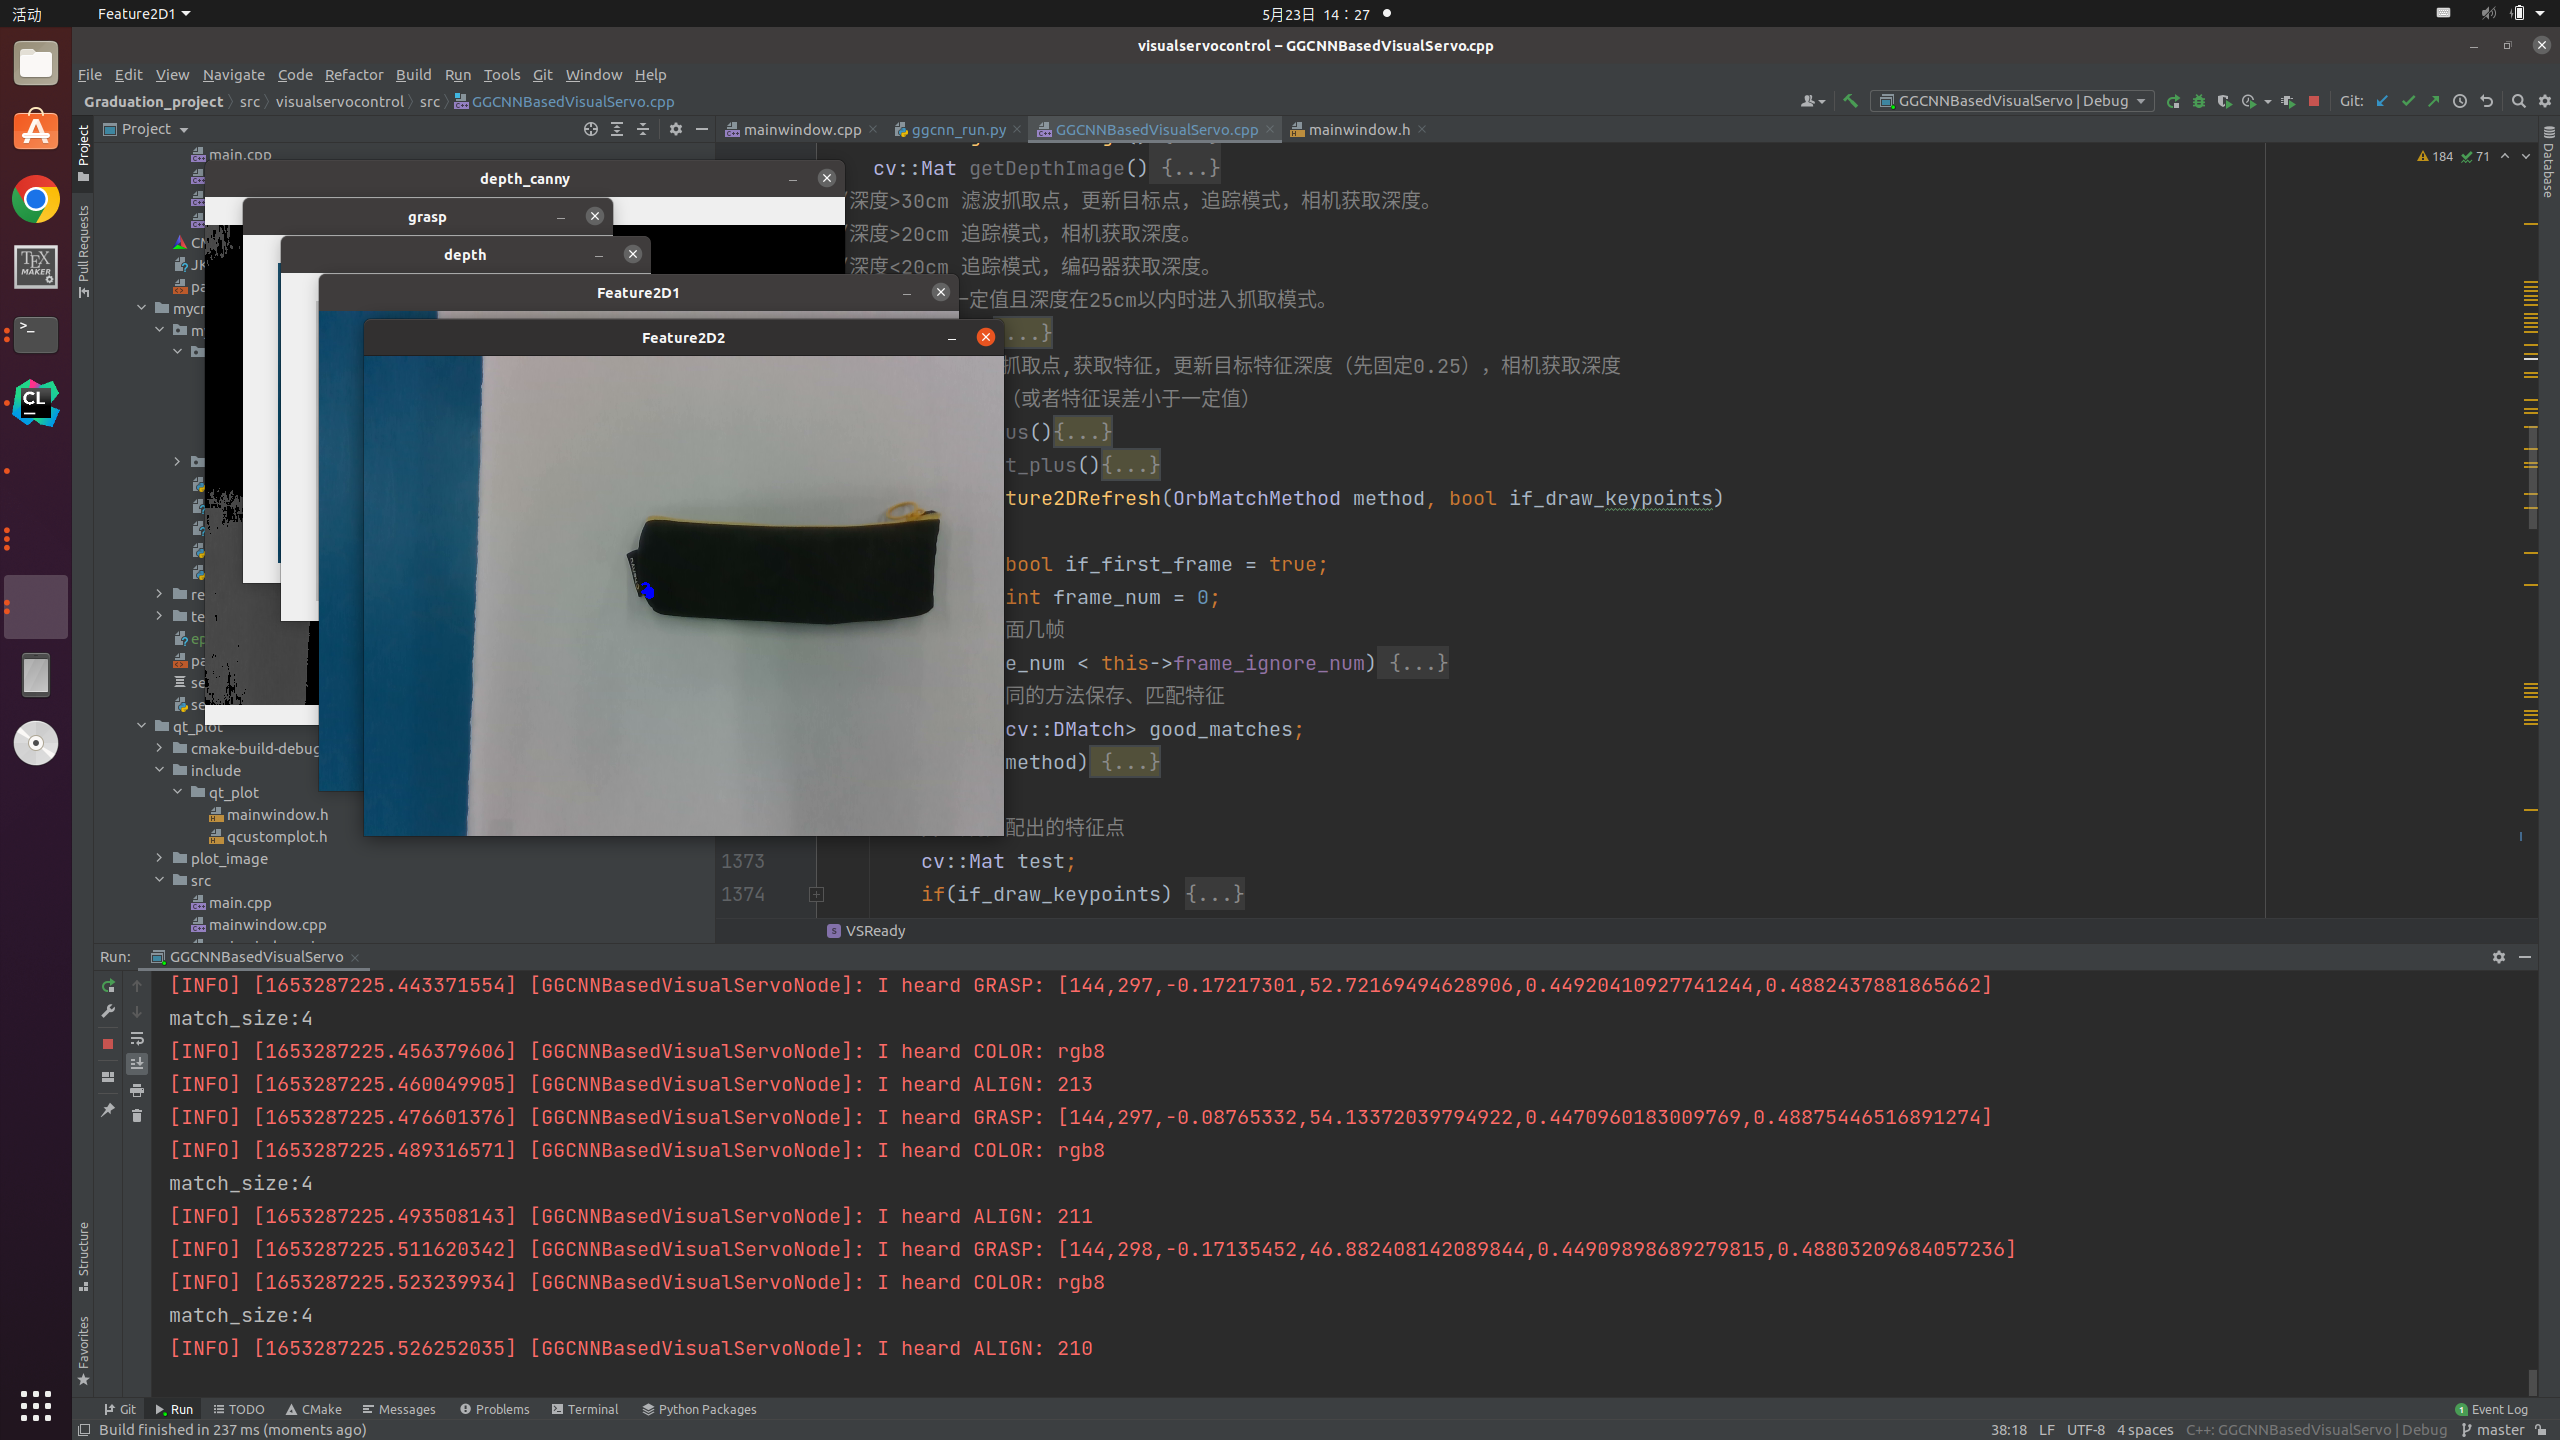 活动
Feature2D1
5月23日 14：27
visualservocontrol – GGCNNBasedVisualServo.cpp
File Edit View Navigate Code Refactor Build Run Tools Git Window Help
Graduation_project src visualservocontrol src GGCNNBasedVisualServo.cpp
GGCNNBasedVisualServo | Debug
Git:
Project
mainwindow.cpp ggcnn_run.py GGCNNBasedVisualServo.cpp mainwindow.h
184 71
Project
Pull Requests
Structure
Favorites
Database
main.cpp
mycr
re
te
ep
pa
se
se
qt_plot
cmake-build-debug
include
qt_plot
mainwindow.h
qcustomplot.h
plot_image
src
main.cpp
mainwindow.cpp
depth_canny
grasp
depth
Feature2D1
Feature2D2
cv::Mat getDepthImage() {...}
深度>30cm 滤波抓取点，更新目标点，追踪模式，相机获取深度。
深度>20cm 追踪模式，相机获取深度。
深度<20cm 追踪模式，编码器获取深度。
一定值且深度在25cm以内时进入抓取模式。
...}
抓取点,获取特征，更新目标特征深度（先固定0.25），相机获取深度
（或者特征误差小于一定值）
us(){...}
t_plus(){...}
ture2DRefresh(OrbMatchMethod method, bool if_draw_keypoints)
bool if_first_frame = true;
int frame_num = 0;
面几帧
e_num < this->frame_ignore_num) {...}
同的方法保存、匹配特征
cv::DMatch> good_matches;
method) {...}
配出的特征点
1373 cv::Mat test;
1374 if(if_draw_keypoints) {...}
VSReady
Run: GGCNNBasedVisualServo
[INFO] [1653287225.443371554] [GGCNNBasedVisualServoNode]: I heard GRASP: [144,297,-0.17217301,52.72169494628906,0.44920410927741244,0.4882437881865662]
match_size:4
[INFO] [1653287225.456379606] [GGCNNBasedVisualServoNode]: I heard COLOR: rgb8
[INFO] [1653287225.460049905] [GGCNNBasedVisualServoNode]: I heard ALIGN: 213
[INFO] [1653287225.476601376] [GGCNNBasedVisualServoNode]: I heard GRASP: [144,297,-0.08765332,54.13372039794922,0.4470960183009769,0.48875446516891274]
[INFO] [1653287225.489316571] [GGCNNBasedVisualServoNode]: I heard COLOR: rgb8
match_size:4
[INFO] [1653287225.493508143] [GGCNNBasedVisualServoNode]: I heard ALIGN: 211
[INFO] [1653287225.511620342] [GGCNNBasedVisualServoNode]: I heard GRASP: [144,298,-0.17135452,46.882408142089844,0.44909898689279815,0.48803209684057236]
[INFO] [1653287225.523239934] [GGCNNBasedVisualServoNode]: I heard COLOR: rgb8
match_size:4
[INFO] [1653287225.526252035] [GGCNNBasedVisualServoNode]: I heard ALIGN: 210
Git Run TODO CMake Messages Problems Terminal Python Packages
1 Event Log
Build finished in 237 ms (moments ago)
38:18 LF UTF-8 4 spaces C++: GGCNNBasedVisualServo | Debug master